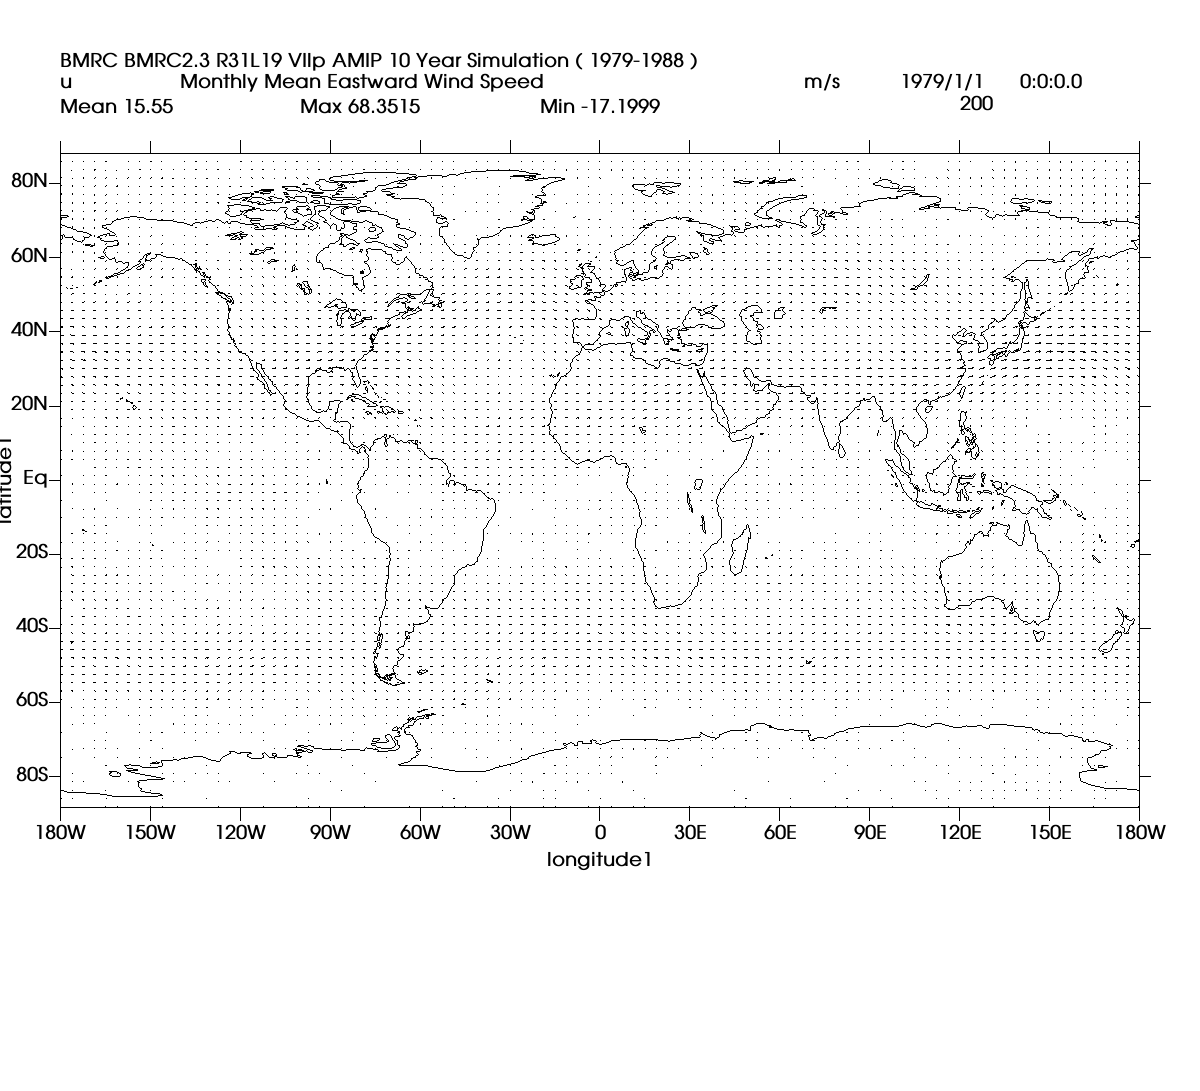 BMRC BMRC2.3 R31L19 VIIp AMIP 10 Year Simulation ( 1979-1988 )
u Monthly Mean Eastward Wind Speed m/s 1979/1/1 0:0:0.0
Mean 15.55 Max 68.3515 Min -17.1999 200
80N
60N
40N
20N
Eq
20S
40S
60S
80S
latitude1
180W 150W 120W 90W 60W 30W 0 30E 60E 90E 120E 150E 180W
longitude1